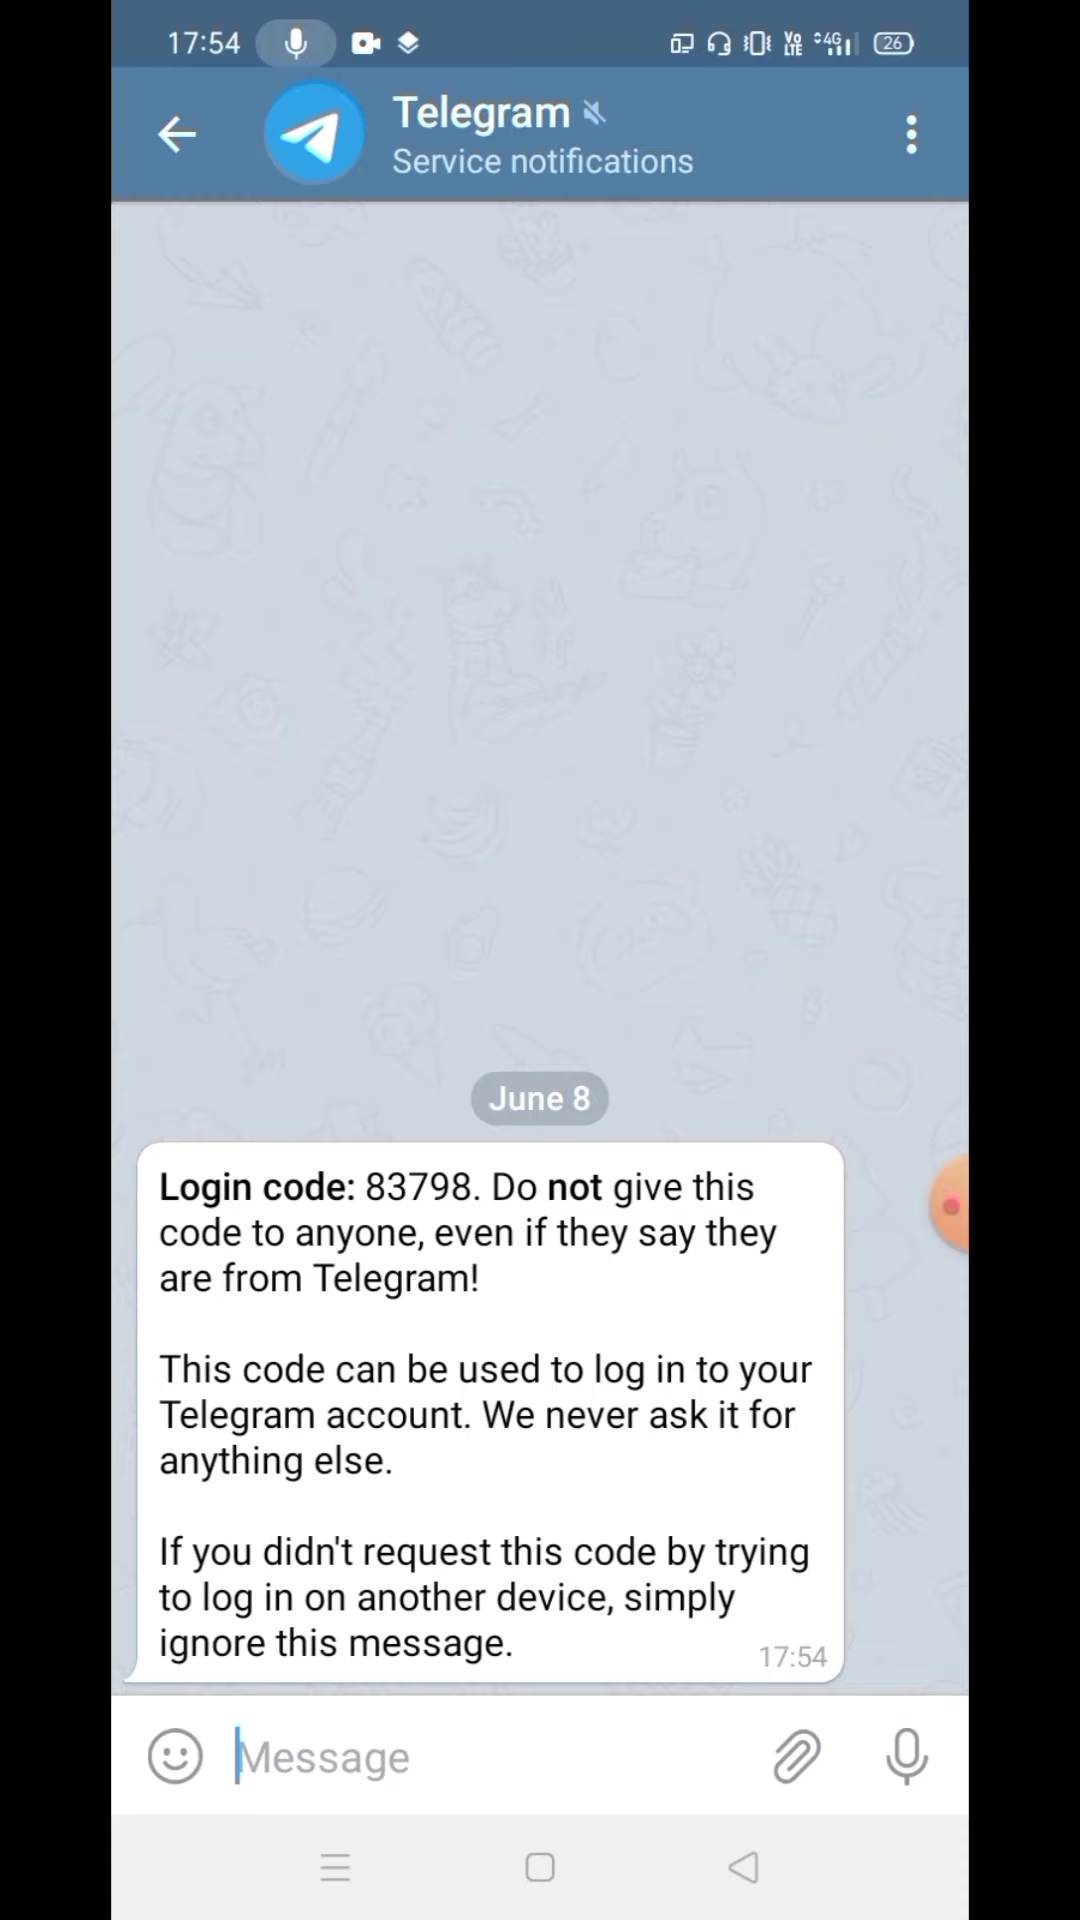 17:54 VoLTE 4G 26
Telegram
Service notifications
June 8
Login code: 83798. Do not give this
code to anyone, even if they say they
are from Telegram!
This code can be used to log in to your
Telegram account. We never ask it for
anything else.
If you didn't request this code by trying
to log in on another device, simply
ignore this message.
17:54
Message